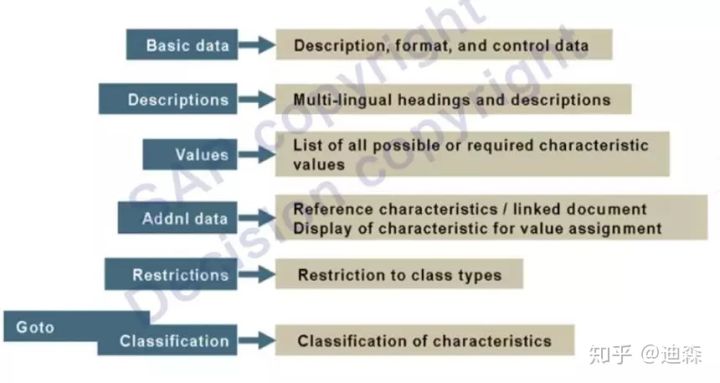 Basic data
Description, format, and control data
Descriptions
Multi-lingual headings and descriptions
Values
List of all possible or required characteristic
values
Addnl data
Reference characteristics / linked document
Display of characteristic for value assignment
Restrictions
Restriction to class types
Goto
Classification
Classification of characteristics
SAP copyright
Decision copyright
知乎 @迪森